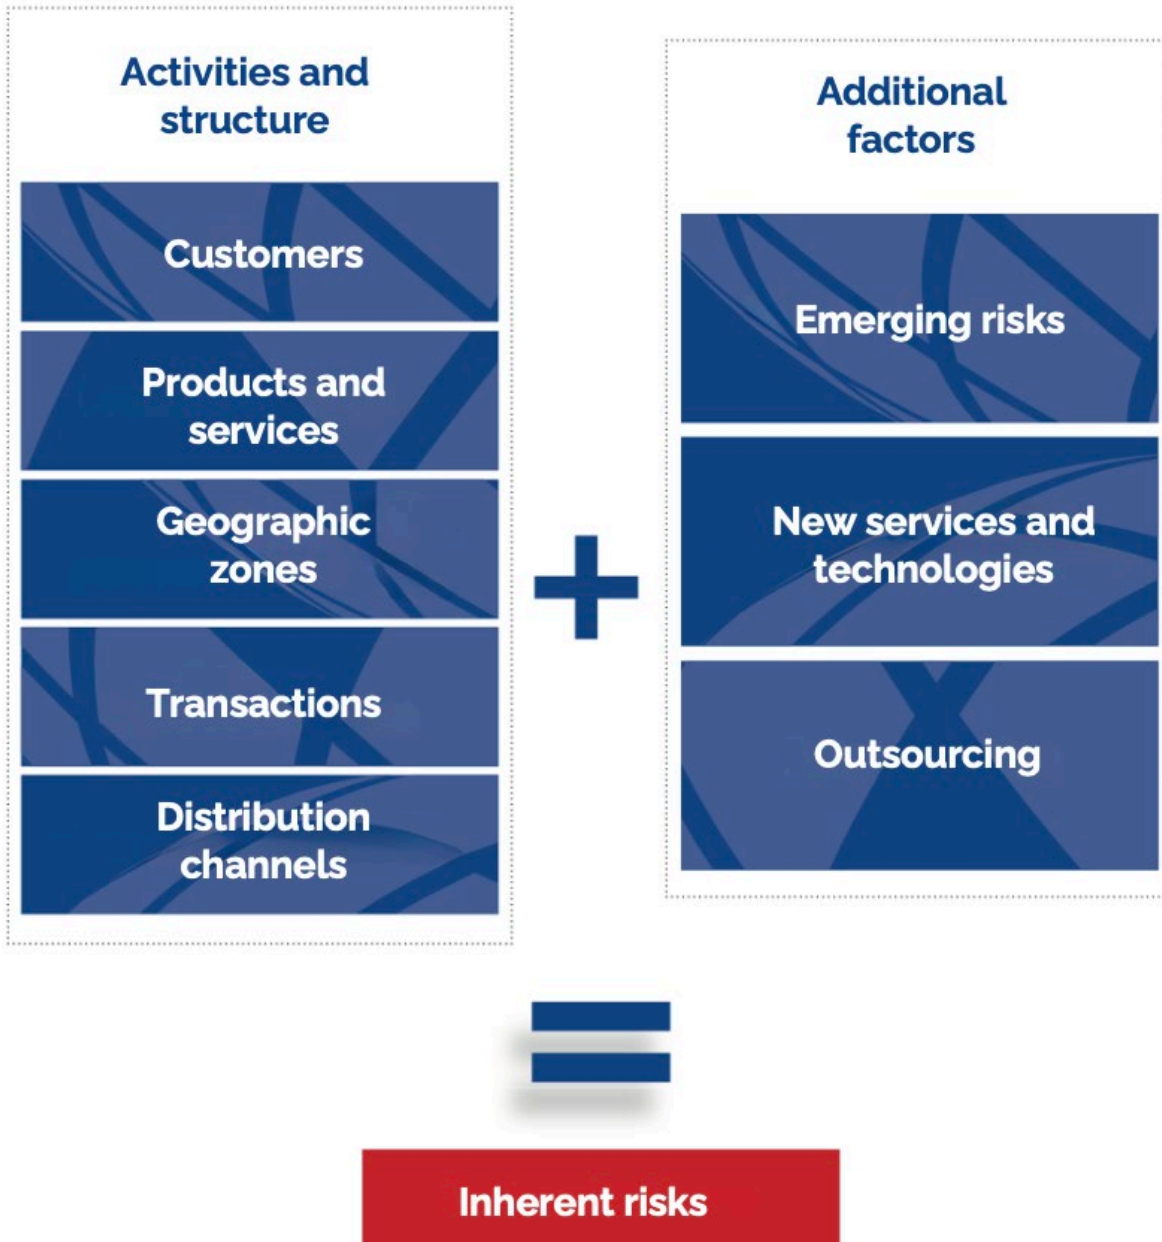 Activities and
structure
Customers
Products and
services
Geographic
zones
Transactions
Distribution
channels
+
Additional
factors
Emerging risks
New services and
technologies
Outsourcing
=
Inherent risks